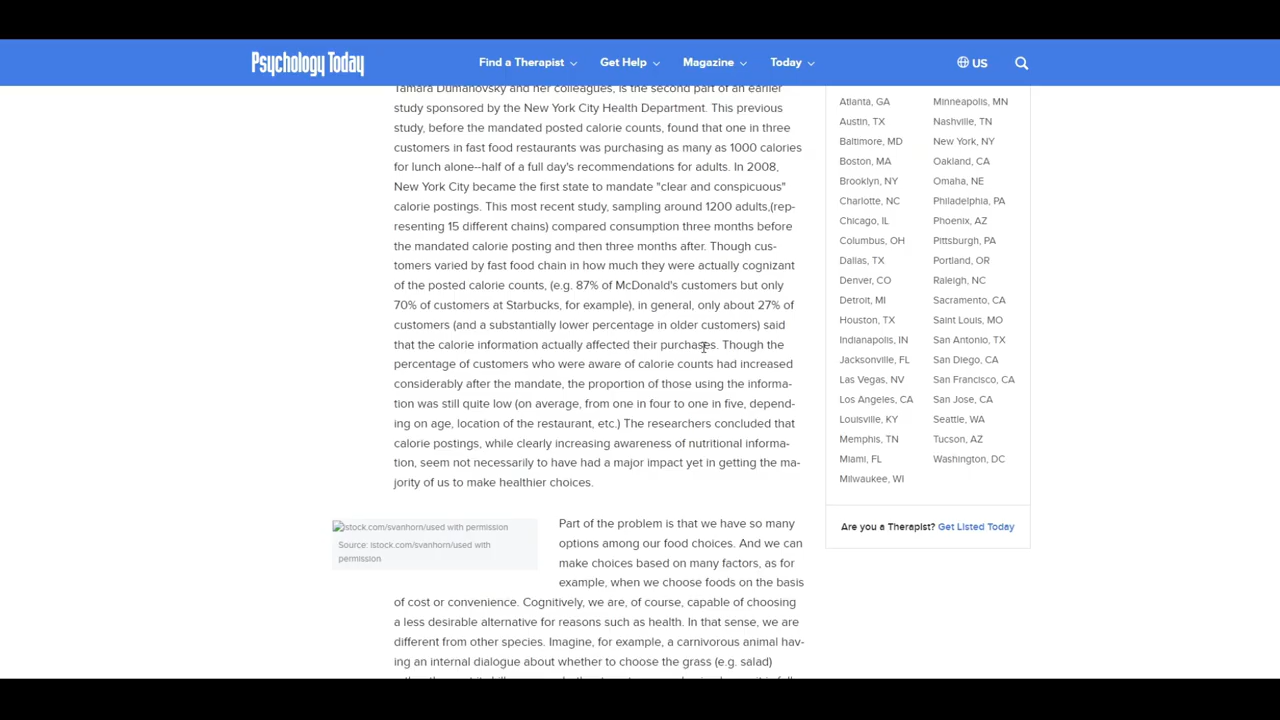 Psychology Today
Find a Therapist
Get Help
Magazine
Today
US
Tamara Dumanovsky and her colleagues, is the second part of an earlier
study sponsored by the New York City Health Department. This previous
study, before the mandated posted calorie counts, found that one in three
customers in fast food restaurants was purchasing as many as 1000 calories
for lunch alone--half of a full day's recommendations for adults. In 2008,
New York City became the first state to mandate "clear and conspicuous"
calorie postings. This most recent study, sampling around 1200 adults,(rep-
resenting 15 different chains) compared consumption three months before
the mandated calorie posting and then three months after. Though cus-
tomers varied by fast food chain in how much they were actually cognizant
of the posted calorie counts, (e.g. 87% of McDonald's customers but only
70% of customers at Starbucks, for example), in general, only about 27% of
customers (and a substantially lower percentage in older customers) said
that the calorie information actually affected their purchases. Though the
percentage of customers who were aware of calorie counts had increased
considerably after the mandate, the proportion of those using the informa-
tion was still quite low (on average, from one in four to one in five, depend-
ing on age, location of the restaurant, etc.) The researchers concluded that
calorie postings, while clearly increasing awareness of nutritional informa-
tion, seem not necessarily to have had a major impact yet in getting the ma-
jority of us to make healthier choices.
istock.com/svanhorn/used with permission
Source: istock.com/svanhorn/used with
permission
Part of the problem is that we have so many
options among our food choices. And we can
make choices based on many factors, as for
example, when we choose foods on the basis
of cost or convenience. Cognitively, we are, of course, capable of choosing
a less desirable alternative for reasons such as health. In that sense, we are
different from other species. Imagine, for example, a carnivorous animal hav-
ing an internal dialogue about whether to choose the grass (e.g. salad)
Atlanta, GA
Austin, TX
Baltimore, MD
Boston, MA
Brooklyn, NY
Charlotte, NC
Chicago, IL
Columbus, OH
Dallas, TX
Denver, CO
Detroit, MI
Houston, TX
Indianapolis, IN
Jacksonville, FL
Las Vegas, NV
Los Angeles, CA
Louisville, KY
Memphis, TN
Miami, FL
Milwaukee, WI
Minneapolis, MN
Nashville, TN
New York, NY
Oakland, CA
Omaha, NE
Philadelphia, PA
Phoenix, AZ
Pittsburgh, PA
Portland, OR
Raleigh, NC
Sacramento, CA
Saint Louis, MO
San Antonio, TX
San Diego, CA
San Francisco, CA
San Jose, CA
Seattle, WA
Tucson, AZ
Washington, DC
Are you a Therapist? Get Listed Today